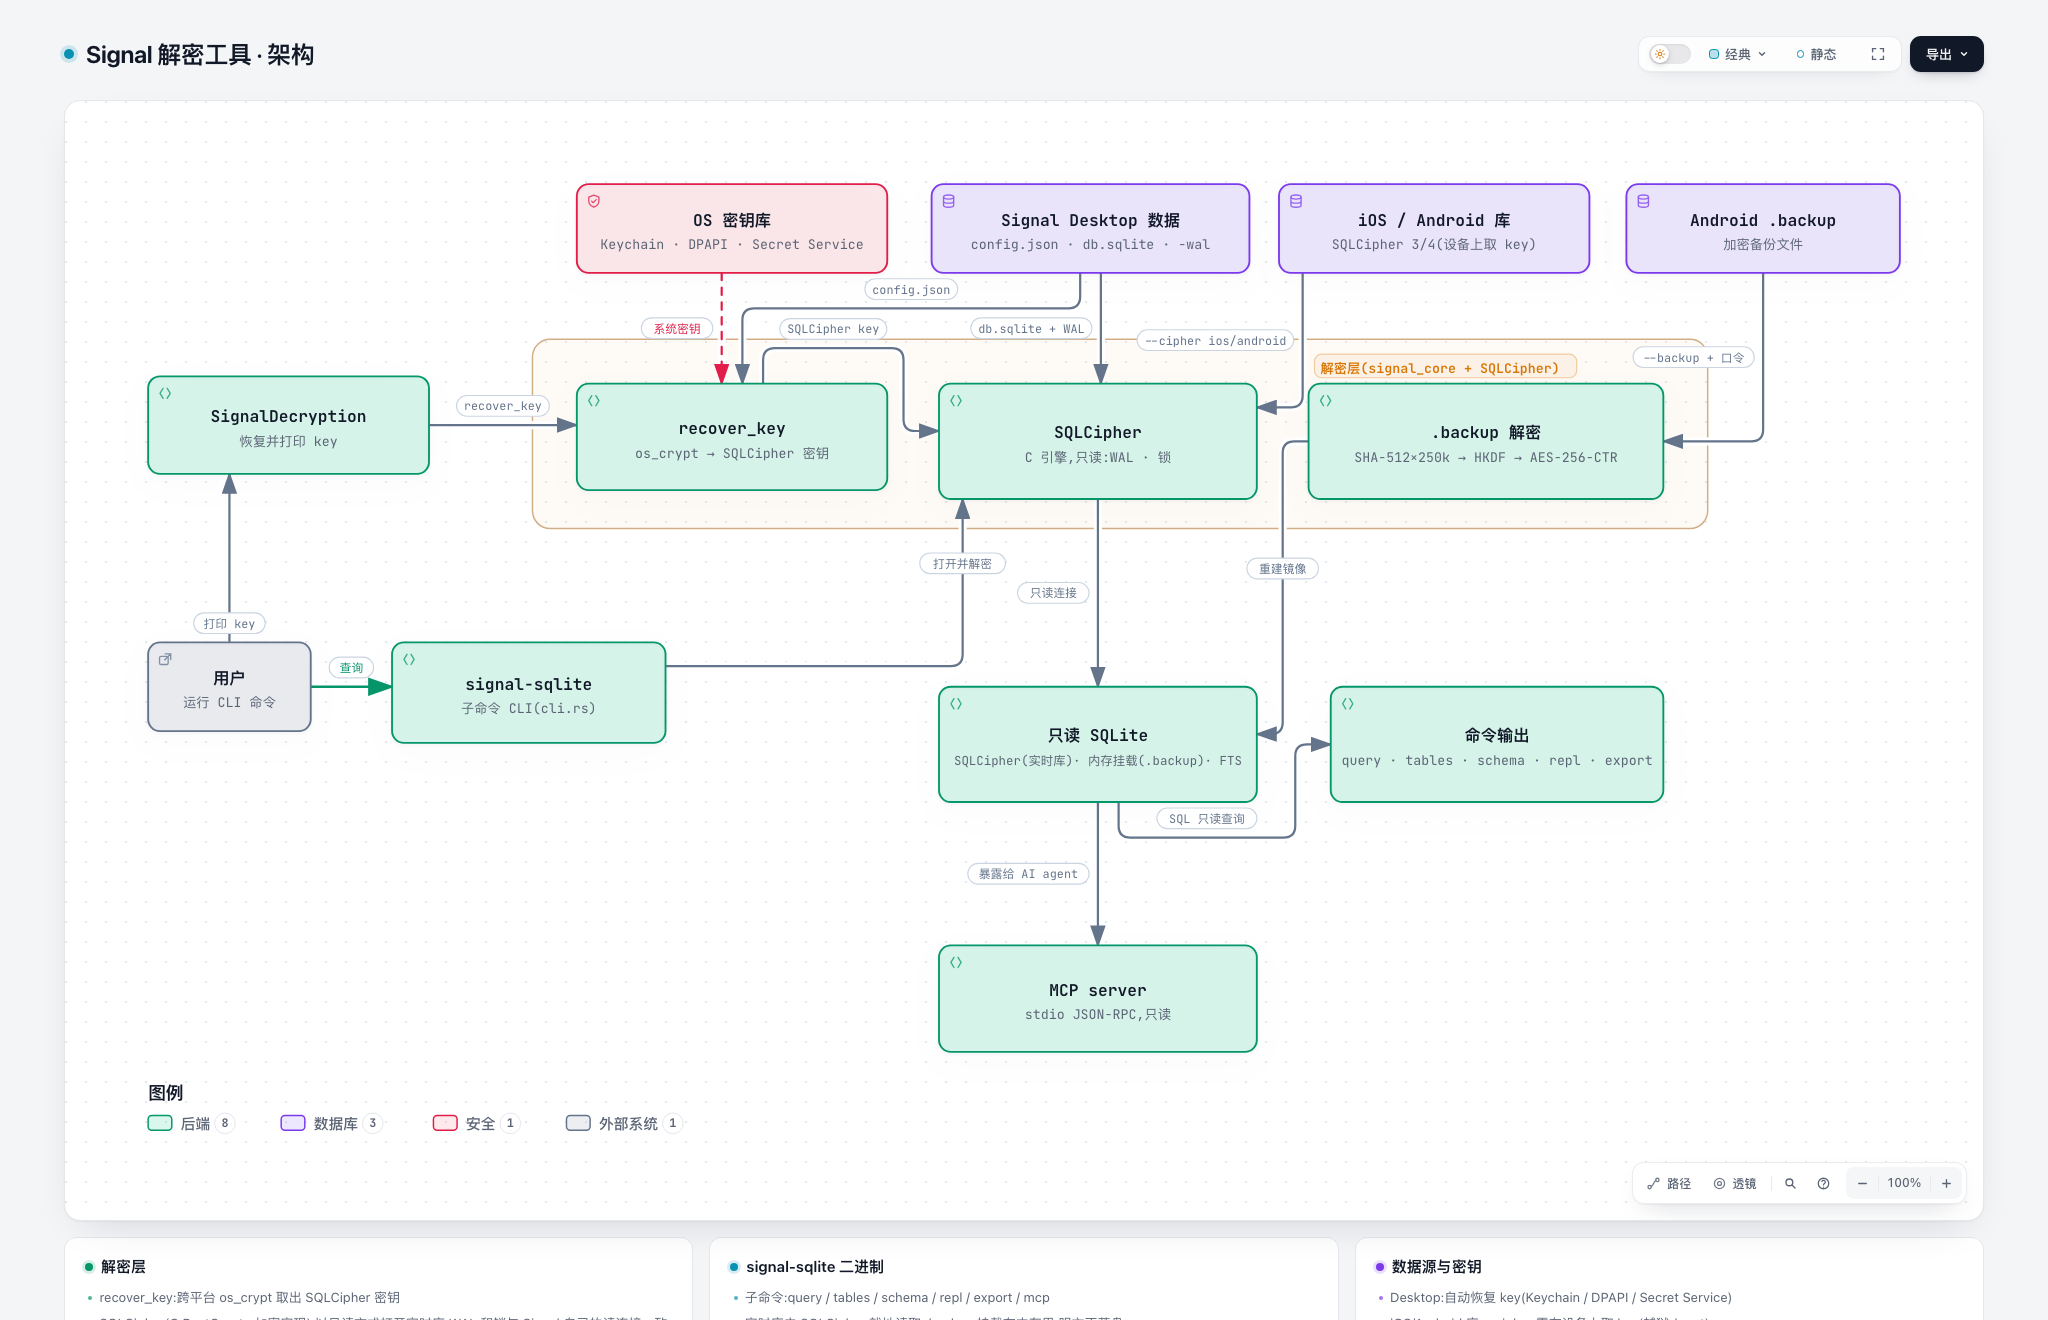 Signal 解密工具 · 架构
经典
静态
导出
OS 密钥库
Keychain · DPAPI · Secret Service
Signal Desktop 数据
config.json · db.sqlite · -wal
iOS / Android 库
SQLCipher 3/4(设备上取 key)
Android .backup
加密备份文件
config.json
系统密钥
SQLCipher key
db.sqlite + WAL
--cipher ios/android
--backup + 口令
解密层(signal_core + SQLCipher)
SignalDecryption
恢复并打印 key
recover_key
recover_key
os_crypt → SQLCipher 密钥
SQLCipher
C 引擎,只读:WAL · 锁
.backup 解密
SHA-512×250k → HKDF → AES-256-CTR
打开并解密
只读连接
重建镜像
打印 key
用户
运行 CLI 命令
查询
signal-sqlite
子命令 CLI(cli.rs)
只读 SQLite
SQLCipher(实时库)· 内存挂载(.backup)· FTS
命令输出
query · tables · schema · repl · export
SQL 只读查询
暴露给 AI agent
MCP server
stdio JSON-RPC,只读
图例
后端 8
数据库 3
安全 1
外部系统 1
路径
透镜
100%
解密层
recover_key:跨平台 os_crypt 取出 SQLCipher 密钥
signal-sqlite 二进制
子命令:query / tables / schema / repl / export / mcp
数据源与密钥
Desktop:自动恢复 key(Keychain / DPAPI / Secret Service)